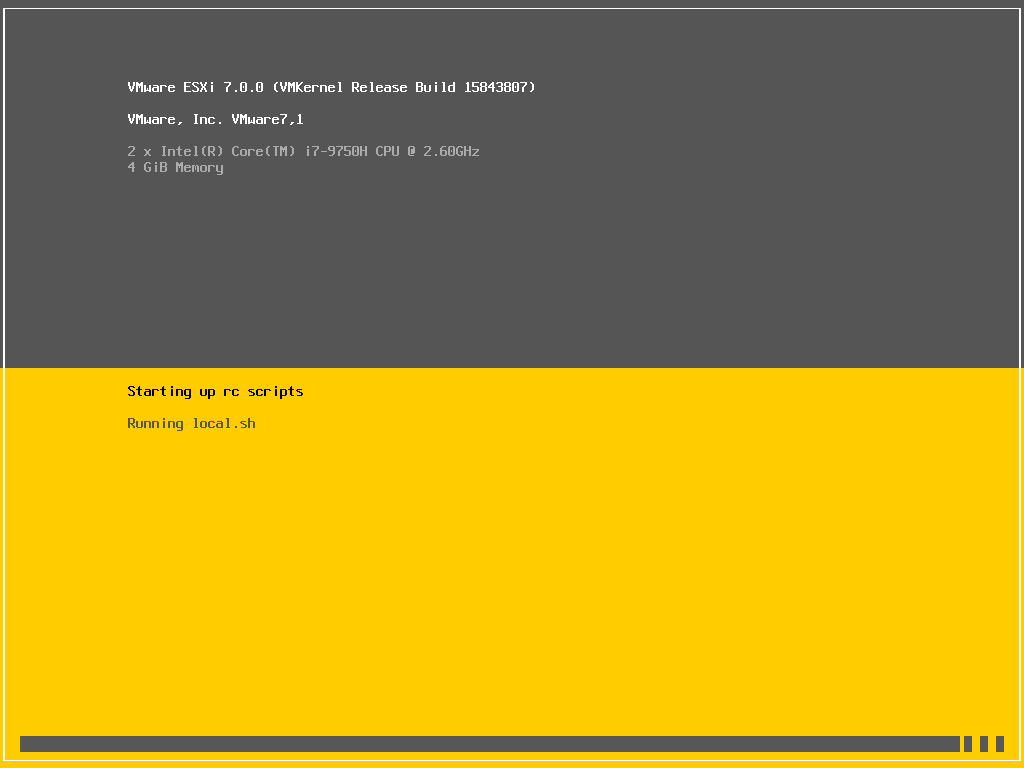 VMware ESXi 7.0.0 (VMKernel Release Build 15843807)
VMware, Inc. VMware7,1
2 x Intel(R) Core(TM) i7-9750H CPU @ 2.60GHz
4 GiB Memory
Starting up rc scripts
Running local.sh